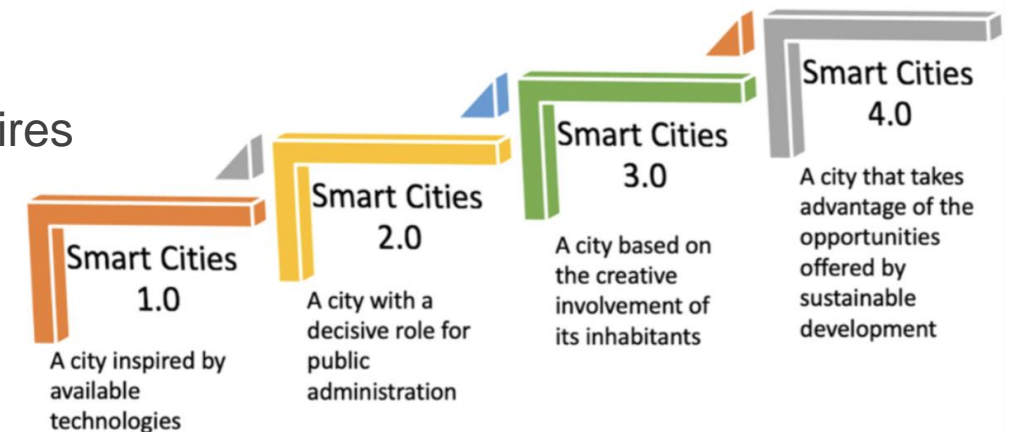 ires
Smart Cities
1.0
A city inspired by
available
technologies
Smart Cities
2.0
A city with a
decisive role for
public
administration
Smart Cities
3.0
A city based on
the creative
involvement of
its inhabitants
Smart Cities
4.0
A city that takes
advantage of the
opportunities
offered by
sustainable
development